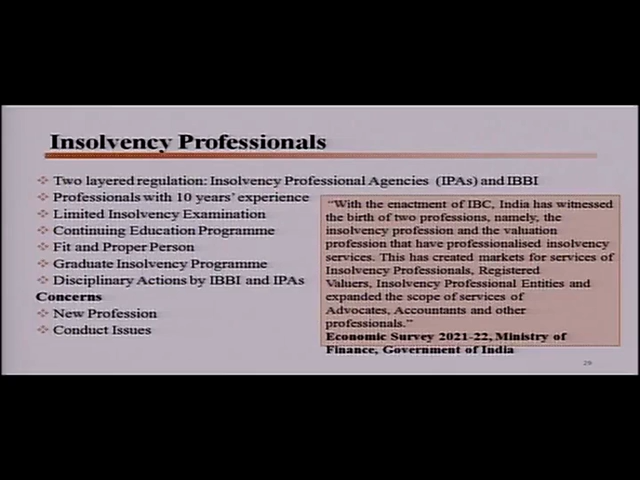 Insolvency Professionals
❖ Two layered regulation: Insolvency Professional Agencies (IPAs) and IBBI
❖ Professionals with 10 years' experience
❖ Limited Insolvency Examination
❖ Continuing Education Programme
❖ Fit and Proper Person
❖ Graduate Insolvency Programme
❖ Disciplinary Actions by IBBI and IPAs
Concerns
❖ New Profession
❖ Conduct Issues
“With the enactment of IBC, India has witnessed
the birth of two professions, namely, the
insolvency profession and the valuation
profession that have professionalised insolvency
services. This has created markets for services of
Insolvency Professionals, Registered
Valuers, Insolvency Professional Entities and
expanded the scope of services of
Advocates, Accountants and other
professionals.”
Economic Survey 2021-22, Ministry of
Finance, Government of India
29